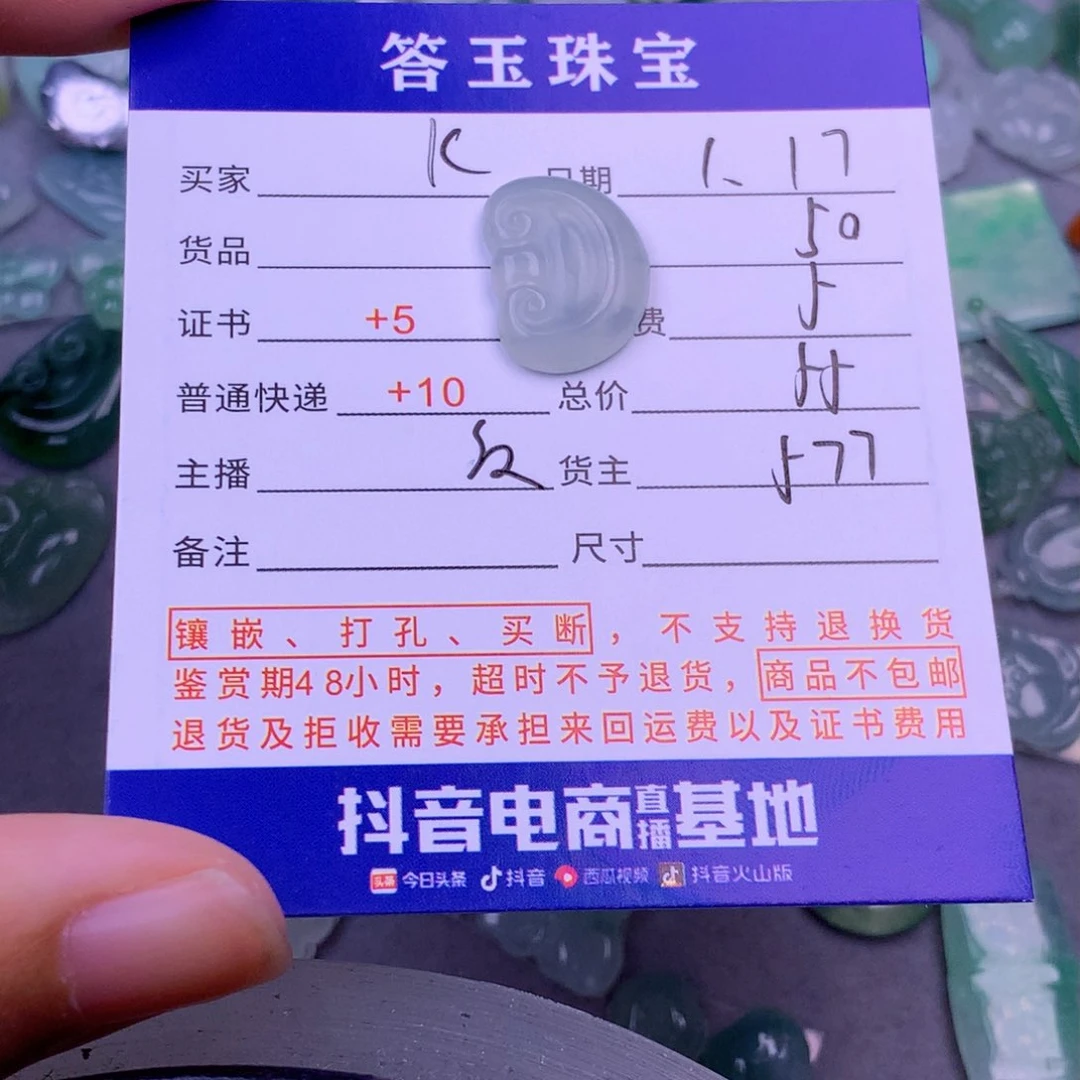 答玉珠宝
买家 K 日期 1.17
货品 50
证书 +5 费 5
普通快递 +10 总价 55
主播 货主 577
备注 尺寸
镶嵌、打孔、买断，不支持退换货
鉴赏期48小时，超时不予退货，商品不包邮
退货及拒收需要承担来回运费以及证书费用
抖音电商直播基地
头条 今日头条 抖音 西瓜视频 抖音火山版